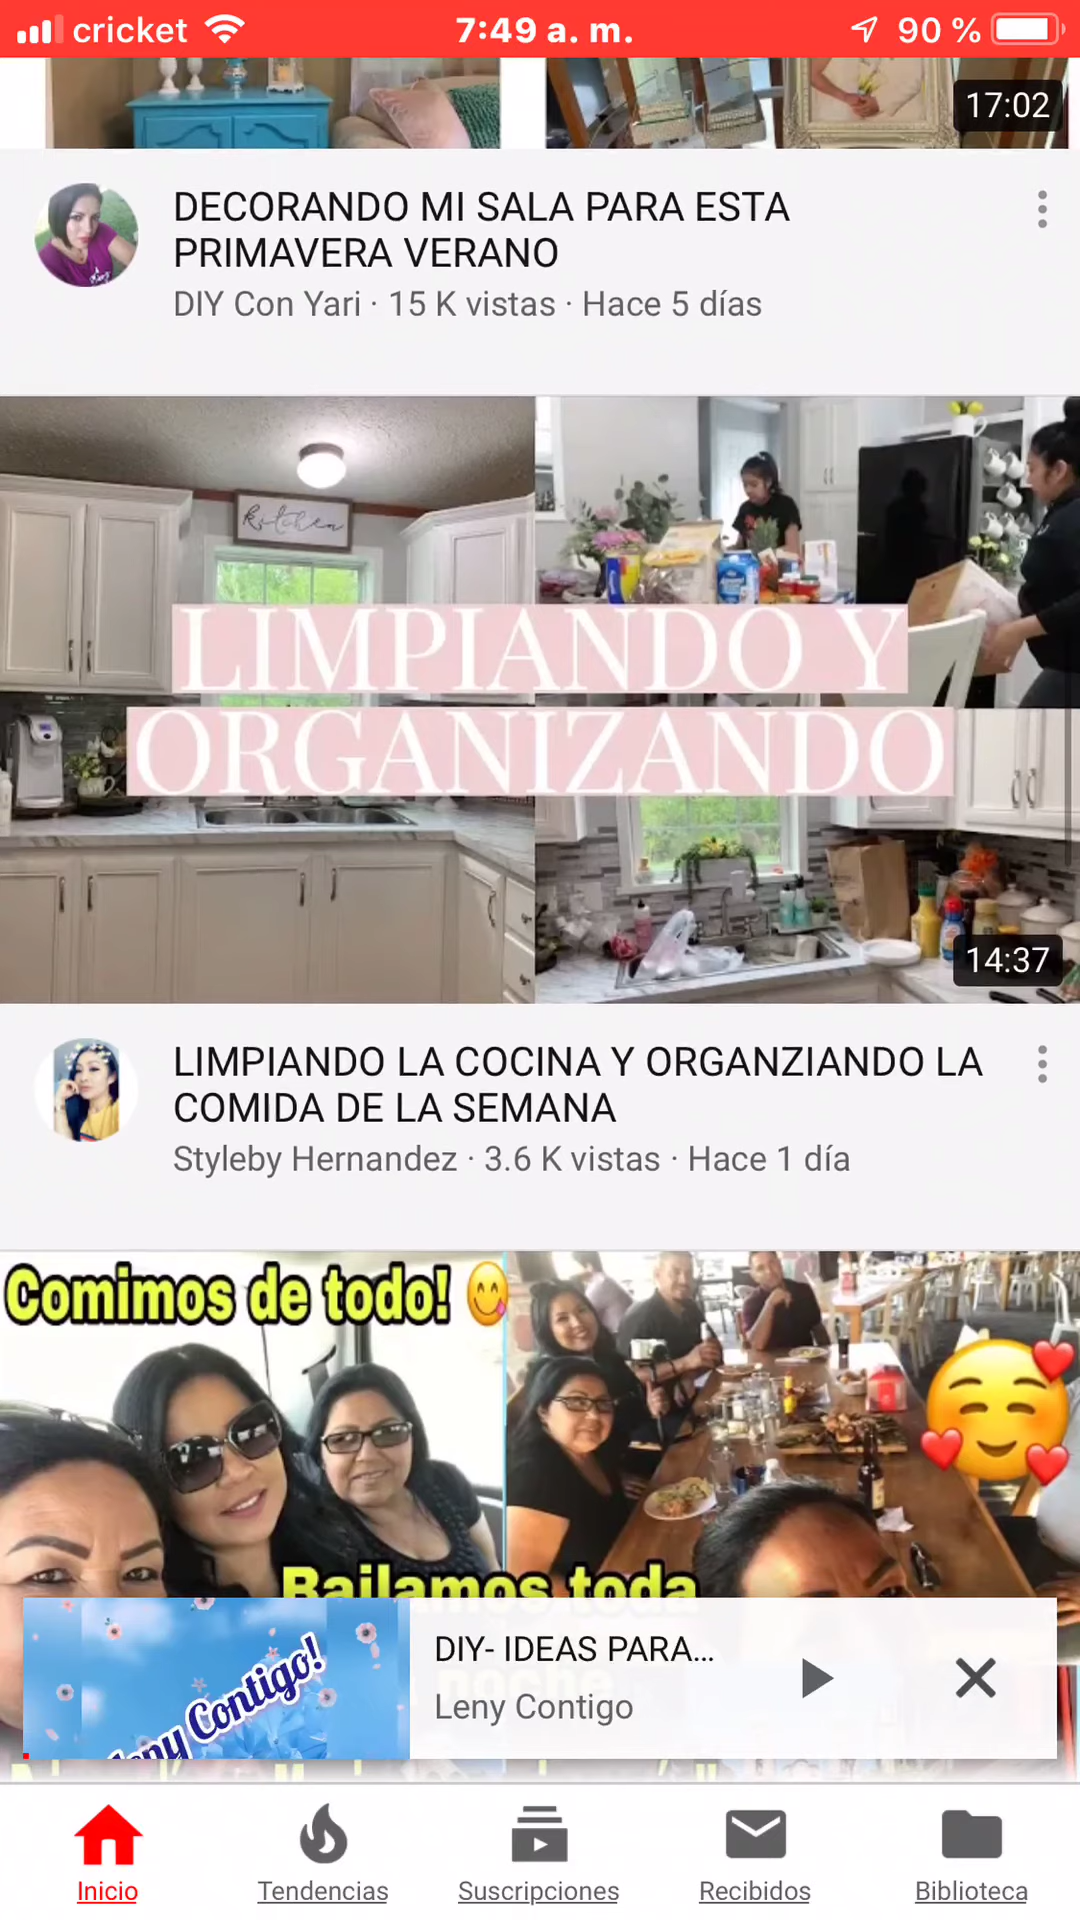 cricket 7:49 a. m. 90 %
17:02
DECORANDO MI SALA PARA ESTA
PRIMAVERA VERANO
DIY Con Yari · 15 K vistas · Hace 5 días
kitchen
LIMPIANDO Y
ORGANIZANDO
14:37
LIMPIANDO LA COCINA Y ORGANZIANDO LA
COMIDA DE LA SEMANA
Styleby Hernandez · 3.6 K vistas · Hace 1 día
Comimos de todo!
Bailamos toda
noche
Leny Contigo!
DIY- IDEAS PARA...
Leny Contigo
Inicio
Tendencias
Suscripciones
Recibidos
Biblioteca